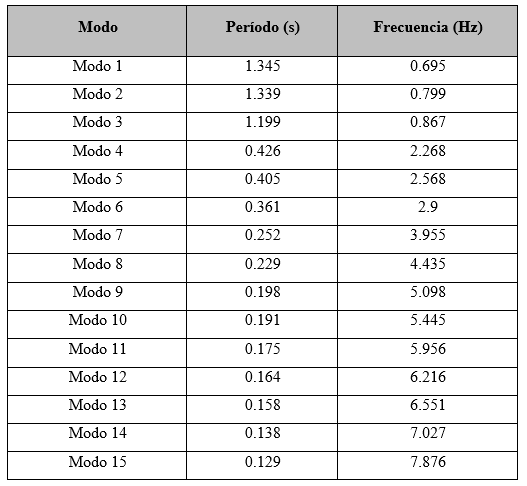 Modo Período (s) Frecuencia (Hz)
Modo 1 1.345 0.695
Modo 2 1.339 0.799
Modo 3 1.199 0.867
Modo 4 0.426 2.268
Modo 5 0.405 2.568
Modo 6 0.361 2.9
Modo 7 0.252 3.955
Modo 8 0.229 4.435
Modo 9 0.198 5.098
Modo 10 0.191 5.445
Modo 11 0.175 5.956
Modo 12 0.164 6.216
Modo 13 0.158 6.551
Modo 14 0.138 7.027
Modo 15 0.129 7.876